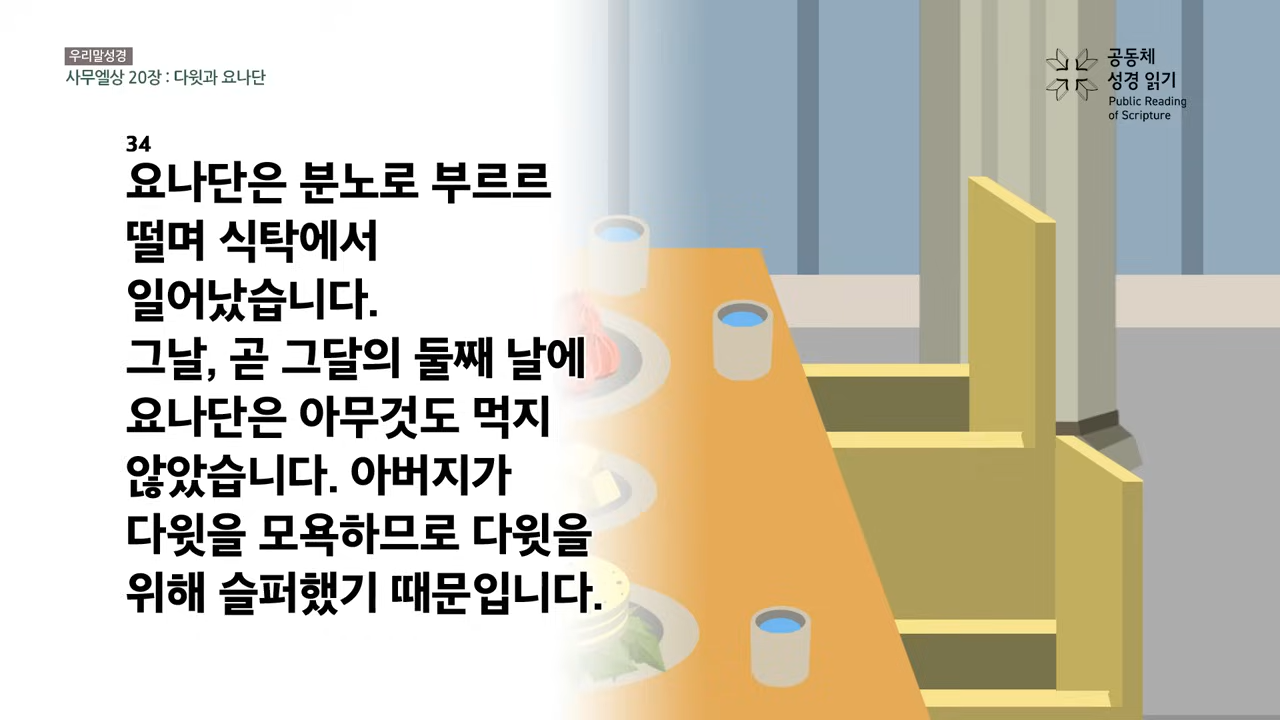 우리말성경
사무엘상 20장 : 다윗과 요나단
공동체
성경 읽기
Public Reading
of Scripture
34
요나단은 분노로 부르르
떨며 식탁에서
일어났습니다.
그날, 곧 그달의 둘째 날에
요나단은 아무것도 먹지
않았습니다. 아버지가
다윗을 모욕하므로 다윗을
위해 슬퍼했기 때문입니다.